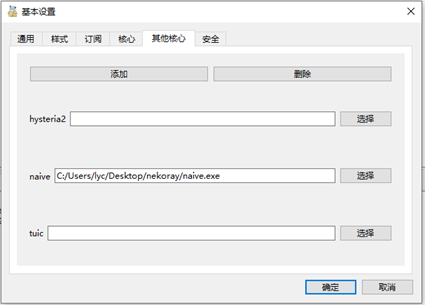 基本设置
通用 样式 订阅 核心 其他核心 安全
添加 删除
hysteria2 选择
naive C:/Users/lyc/Desktop/nekoray/naive.exe 选择
tuic 选择
确定 取消